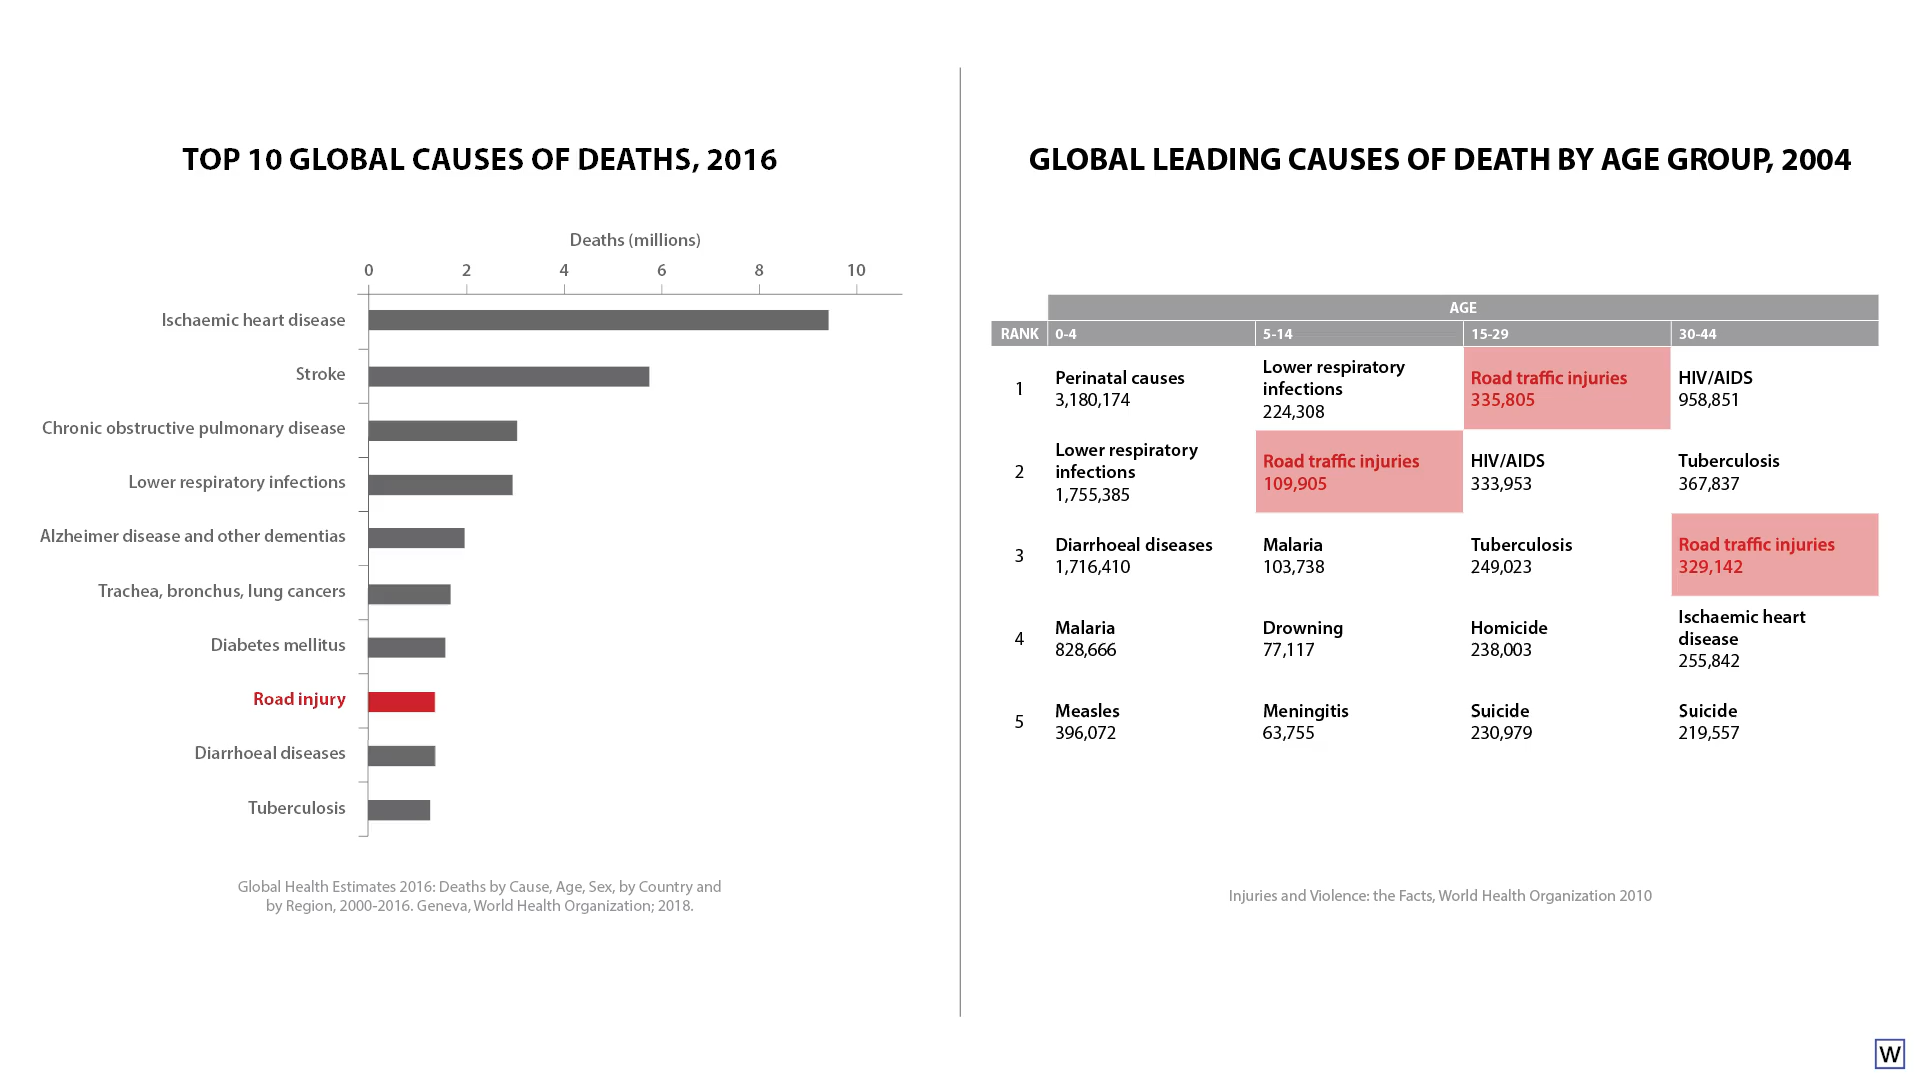 TOP 10 GLOBAL CAUSES OF DEATHS, 2016
Deaths (millions)
0 2 4 6 8 10
Ischaemic heart disease
Stroke
Chronic obstructive pulmonary disease
Lower respiratory infections
Alzheimer disease and other dementias
Trachea, bronchus, lung cancers
Diabetes mellitus
Road injury
Diarrhoeal diseases
Tuberculosis
Global Health Estimates 2016: Deaths by Cause, Age, Sex, by Country and
by Region, 2000-2016. Geneva, World Health Organization; 2018.
GLOBAL LEADING CAUSES OF DEATH BY AGE GROUP, 2004
AGE
RANK 0-4 5-14 15-29 30-44
1
Perinatal causes
3,180,174
Lower respiratory
infections
224,308
Road traffic injuries
335,805
HIV/AIDS
958,851
2
Lower respiratory
infections
1,755,385
Road traffic injuries
109,905
HIV/AIDS
333,953
Tuberculosis
367,837
3
Diarrhoeal diseases
1,716,410
Malaria
103,738
Tuberculosis
249,023
Road traffic injuries
329,142
4
Malaria
828,666
Drowning
77,117
Homicide
238,003
Ischaemic heart
disease
255,842
5
Measles
396,072
Meningitis
63,755
Suicide
230,979
Suicide
219,557
Injuries and Violence: the Facts, World Health Organization 2010
W